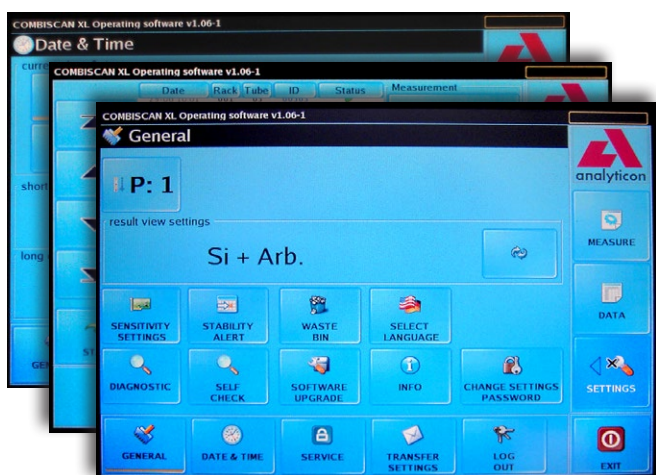 COMBISCAN XL Operating software v1.06-1
Date & Time
COMBISCAN XL Operating software v1.06-1
Date Rack Tube ID Status Measurement
short
long
COMBISCAN XL Operating software v1.06-1
General
analyticon
P: 1
result view settings
Si + Arb.
MEASURE
DATA
SENSITIVITY SETTINGS
STABILITY ALERT
WASTE BIN
SELECT LANGUAGE
DIAGNOSTIC
SELF CHECK
SOFTWARE UPGRADE
INFO
CHANGE SETTINGS PASSWORD
SETTINGS
GENERAL
DATE & TIME
SERVICE
TRANSFER SETTINGS
LOG OUT
EXIT